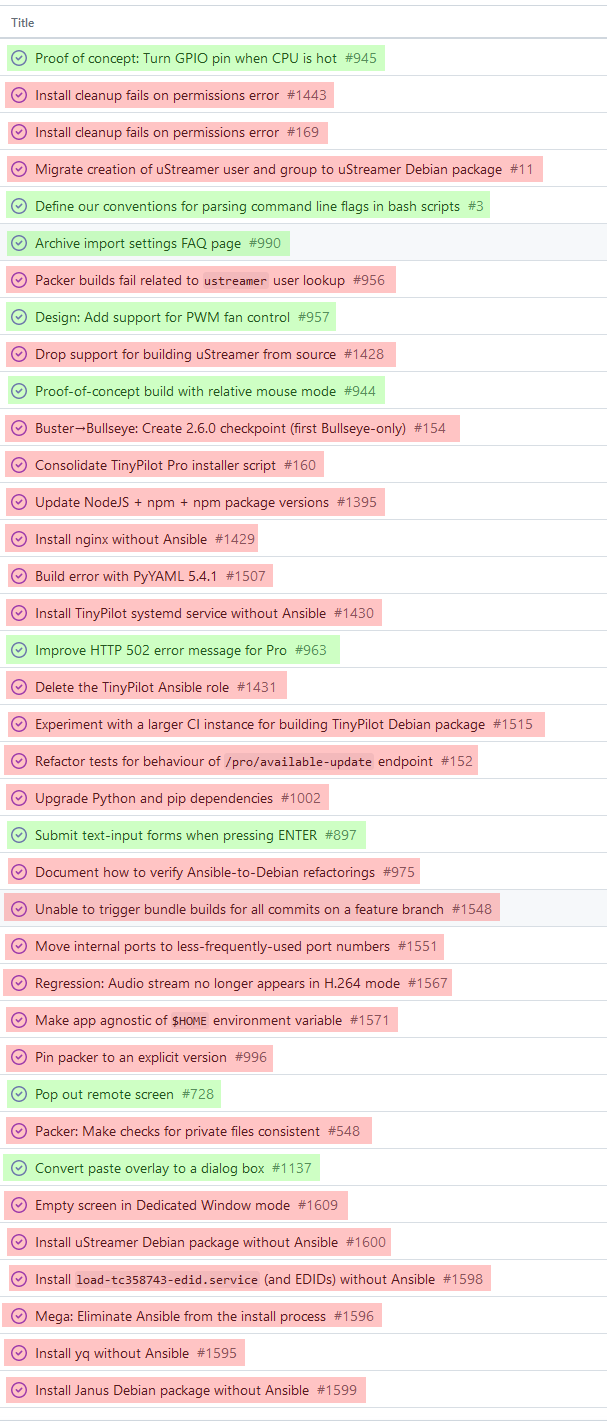 Title
Proof of concept: Turn GPIO pin when CPU is hot #945
Install cleanup fails on permissions error #1443
Install cleanup fails on permissions error #169
Migrate creation of uStreamer user and group to uStreamer Debian package #11
Define our conventions for parsing command line flags in bash scripts #3
Archive import settings FAQ page #990
Packer builds fail related to ustreamer user lookup #956
Design: Add support for PWM fan control #957
Drop support for building uStreamer from source #1428
Proof-of-concept build with relative mouse mode #944
Buster→Bullseye: Create 2.6.0 checkpoint (first Bullseye-only) #154
Consolidate TinyPilot Pro installer script #160
Update NodeJS + npm + npm package versions #1395
Install nginx without Ansible #1429
Build error with PyYAML 5.4.1 #1507
Install TinyPilot systemd service without Ansible #1430
Improve HTTP 502 error message for Pro #963
Delete the TinyPilot Ansible role #1431
Experiment with a larger CI instance for building TinyPilot Debian package #1515
Refactor tests for behaviour of /pro/available-update endpoint #152
Upgrade Python and pip dependencies #1002
Submit text-input forms when pressing ENTER #897
Document how to verify Ansible-to-Debian refactorings #975
Unable to trigger bundle builds for all commits on a feature branch #1548
Move internal ports to less-frequently-used port numbers #1551
Regression: Audio stream no longer appears in H.264 mode #1567
Make app agnostic of $HOME environment variable #1571
Pin packer to an explicit version #996
Pop out remote screen #728
Packer: Make checks for private files consistent #548
Convert paste overlay to a dialog box #1137
Empty screen in Dedicated Window mode #1609
Install uStreamer Debian package without Ansible #1600
Install load-tc358743-edid.service (and EDIDs) without Ansible #1598
Mega: Eliminate Ansible from the install process #1596
Install yq without Ansible #1595
Install Janus Debian package without Ansible #1599